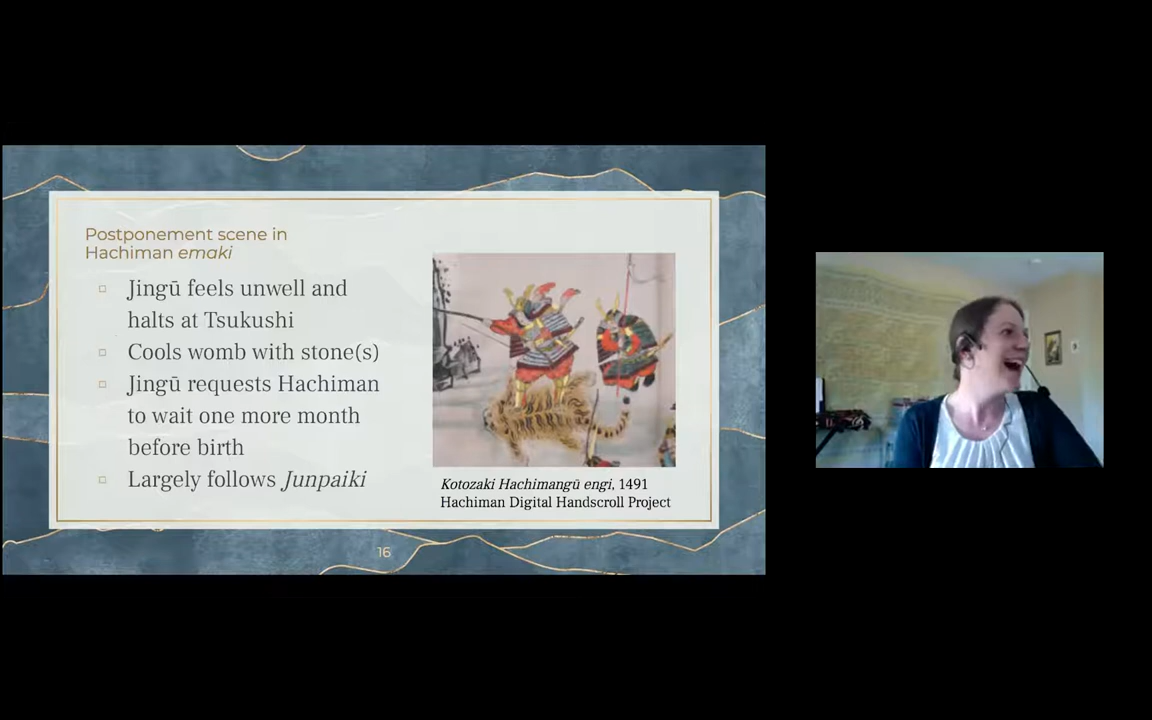 Postponement scene in
Hachiman emaki
Jingū feels unwell and
halts at Tsukushi
Cools womb with stone(s)
Jingū requests Hachiman
to wait one more month
before birth
Largely follows Junpaiki
Kotozaki Hachimangū engi, 1491
Hachiman Digital Handscroll Project
16